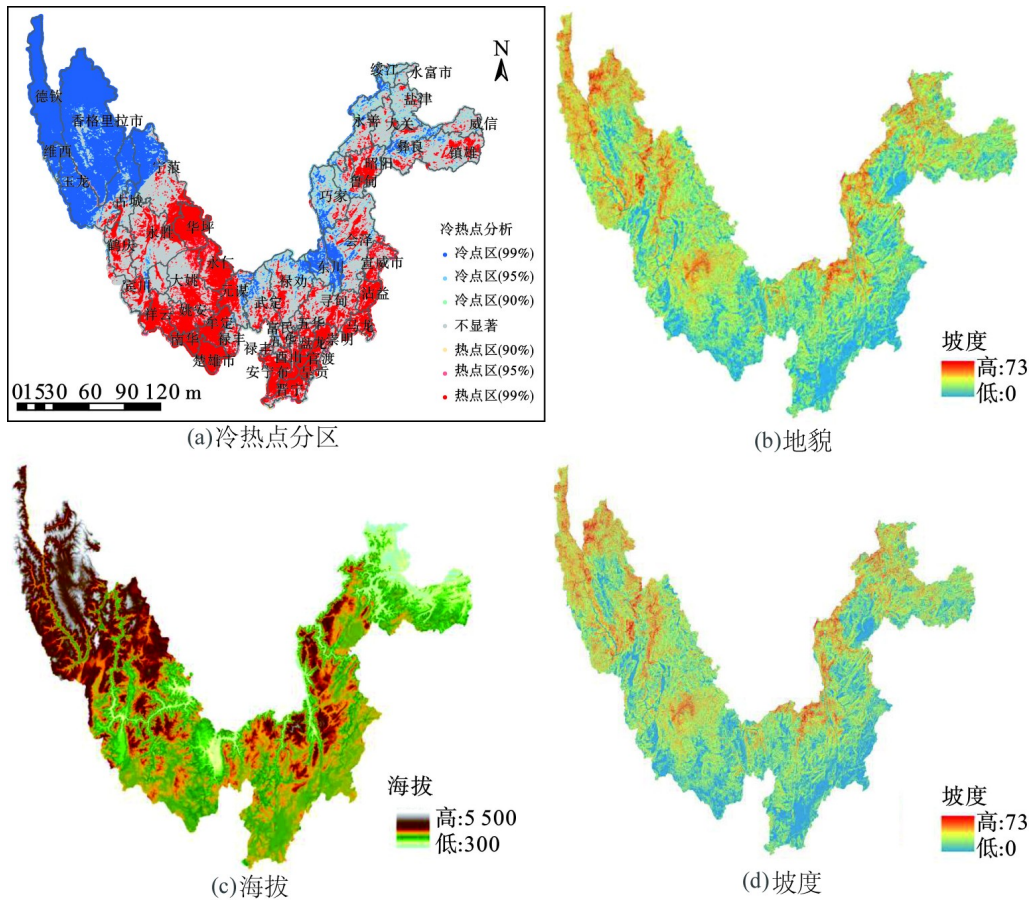 N
绥江
水富市
盐津
德钦
永善
大关
威信
香格里拉市
彝良
镇雄
维西
昭阳
宁蒗
鲁甸
玉龙
巧家
古城
永胜
华坪
会泽
冷热点分区分析
鹤庆
宣威市
冷点区(99%)
永仁
东川
冷点区(95%)
宾川
大姚
元谋
禄劝
沾益
冷点区(90%)
武定
寻甸
不显著
祥云
姚安
牟定
富民
五华
马龙
热点区(90%)
南华
禄丰
嵩明
热点区(95%)
楚雄市
禄丰
西山
官渡
热点区(99%)
安宁市
呈贡
晋宁
01530 60 90 120 m
(a)冷热点分区
坡度
高:73
低:0
(b)地貌
海拔
高:5 500
低:300
(c)海拔
坡度
高:73
低:0
(d)坡度